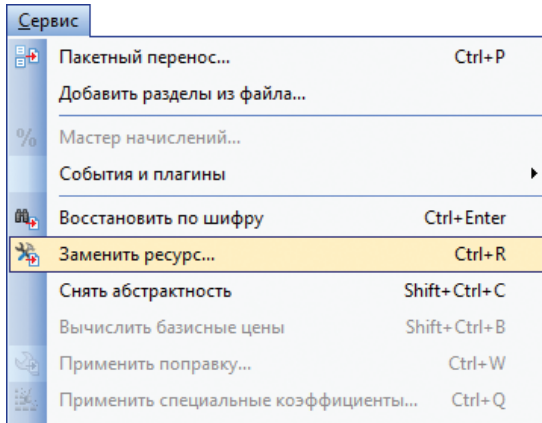 Сервис
Пакетный перенос... Ctrl+P
Добавить разделы из файла...
% Мастер начислений...
События и плагины
Восстановить по шифру Ctrl+Enter
Заменить ресурс... Ctrl+R
Снять абстрактность Shift+Ctrl+C
Вычислить базисные цены Shift+Ctrl+B
Применить поправку... Ctrl+W
Применить специальные коэффициенты... Ctrl+Q